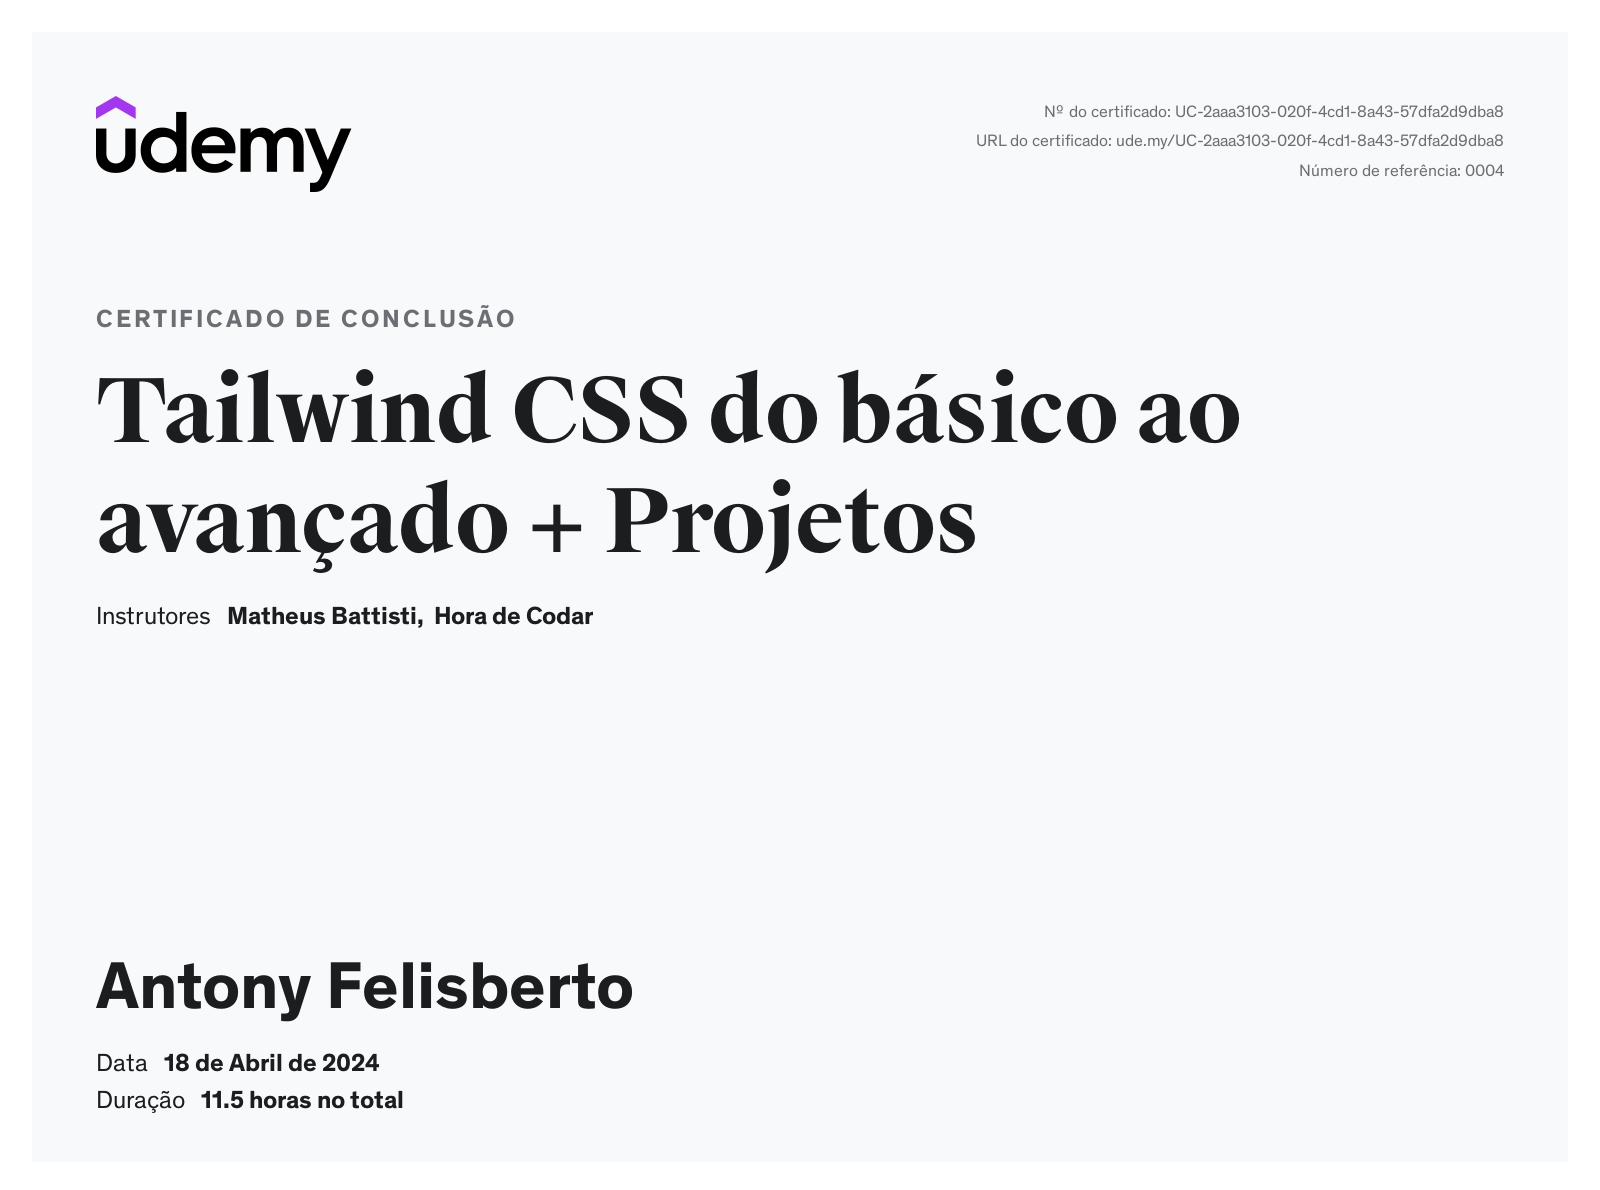 udemy
Nº do certificado: UC-2aaa3103-020f-4cd1-8a43-57dfa2d9dba8
URL do certificado: ude.my/UC-2aaa3103-020f-4cd1-8a43-57dfa2d9dba8
Número de referência: 0004
CERTIFICADO DE CONCLUSÃO
Tailwind CSS do básico ao
avançado + Projetos
Instrutores Matheus Battisti, Hora de Codar
Antony Felisberto
Data 18 de Abril de 2024
Duração 11.5 horas no total